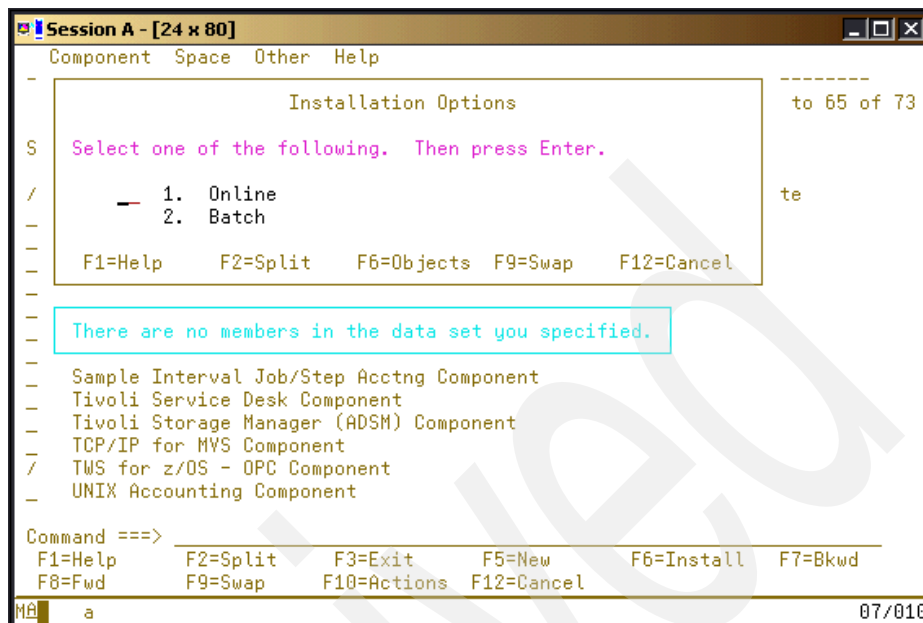 Session A - [24 x 80]
Component Space Other Help
--------
Installation Options to 65 of 73
S Select one of the following. Then press Enter.
/ __ 1. Online te
_ 2. Batch
_
_ F1=Help F2=Split F6=Objects F9=Swap F12=Cancel
_
_
_ There are no members in the data set you specified.
_
_ Sample Interval Job/Step Acctng Component
_ Tivoli Service Desk Component
_ Tivoli Storage Manager (ADSM) Component
_ TCP/IP for MVS Component
/ TWS for z/OS - OPC Component
_ UNIX Accounting Component
Command ===>
F1=Help F2=Split F3=Exit F5=New F6=Install F7=Bkwd
F8=Fwd F9=Swap F10=Actions F12=Cancel
MA a 07/010